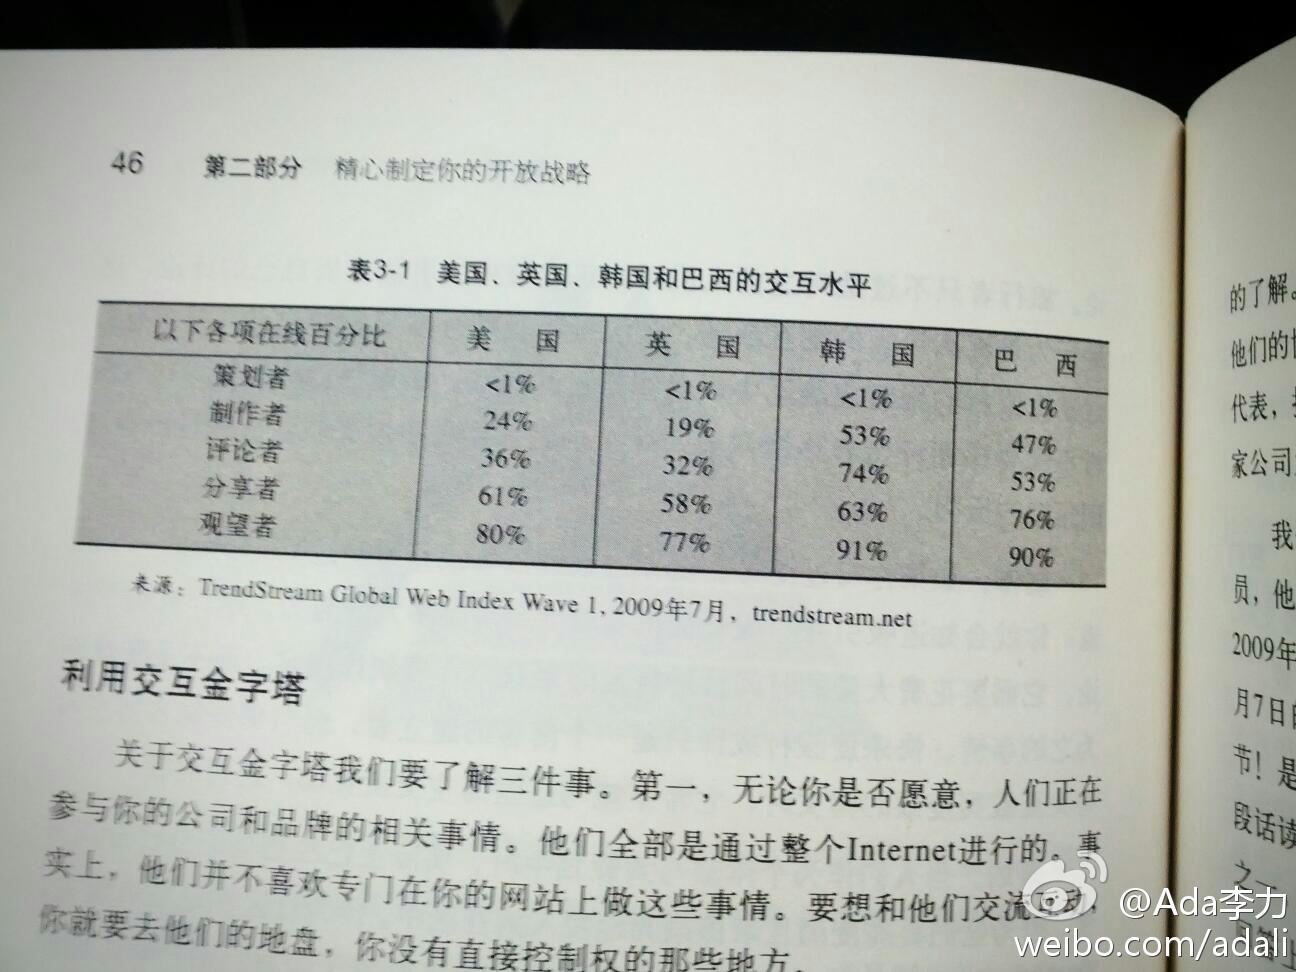 46 第二部分 精心制定你的开放战略
表3-1 美国、英国、韩国和巴西的交互水平
以下各项在线百分比 美 国 英 国 韩 国 巴 西
策划者 <1% <1% <1% <1%
制作者 24% 19% 53% 47%
评论者 36% 32% 74% 53%
分享者 61% 58% 63% 76%
观望者 80% 77% 91% 90%
来源：TrendStream Global Web Index Wave 1, 2009年7月，trendstream.net
利用交互金字塔
关于交互金字塔我们要了解三件事。第一，无论你是否愿意，人们正在
参与你的公司和品牌的相关事情。他们全部是通过整个Internet进行的。事
实上，他们并不喜欢专门在你的网站上做这些事情。要想和他们交流互动，
你就要去他们的地盘，你没有直接控制权的那些地方。
的了解。
他们的
代表，
家公司
我
员，他
2009年
月7日
节！是
段话读
之一
@Ada李力
weibo.com/adali